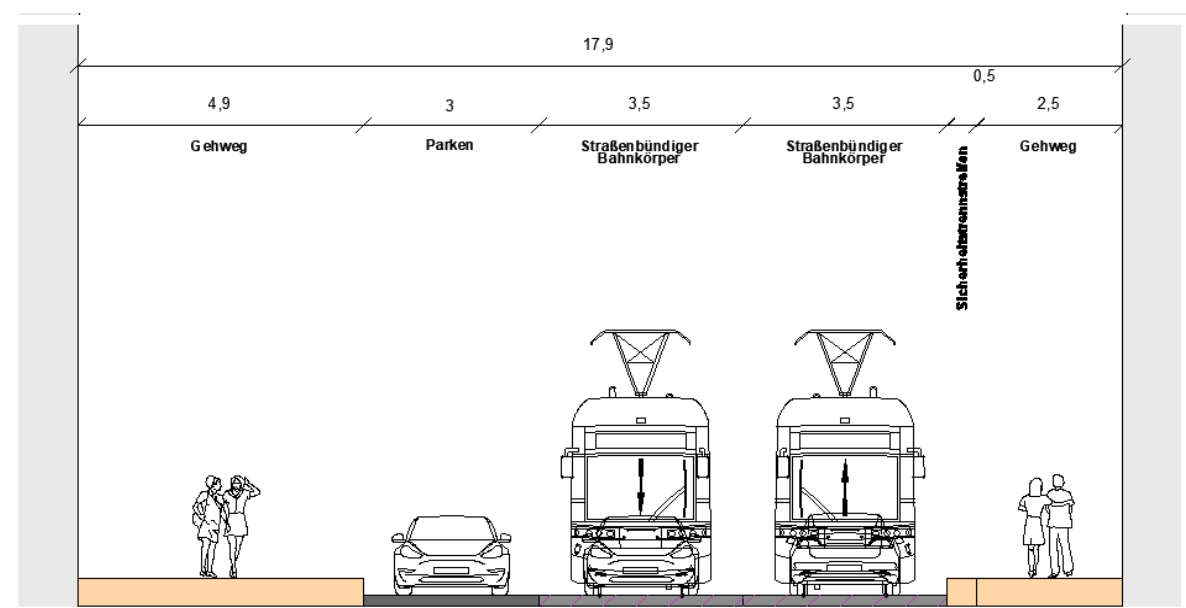 17,9
0,5
4,9
3
3,5
3,5
2,5
Gehweg
Parken
Straßenbündiger
Bahnkörper
Straßenbündiger
Bahnkörper
Sicherheitstrennstreifen
Gehweg